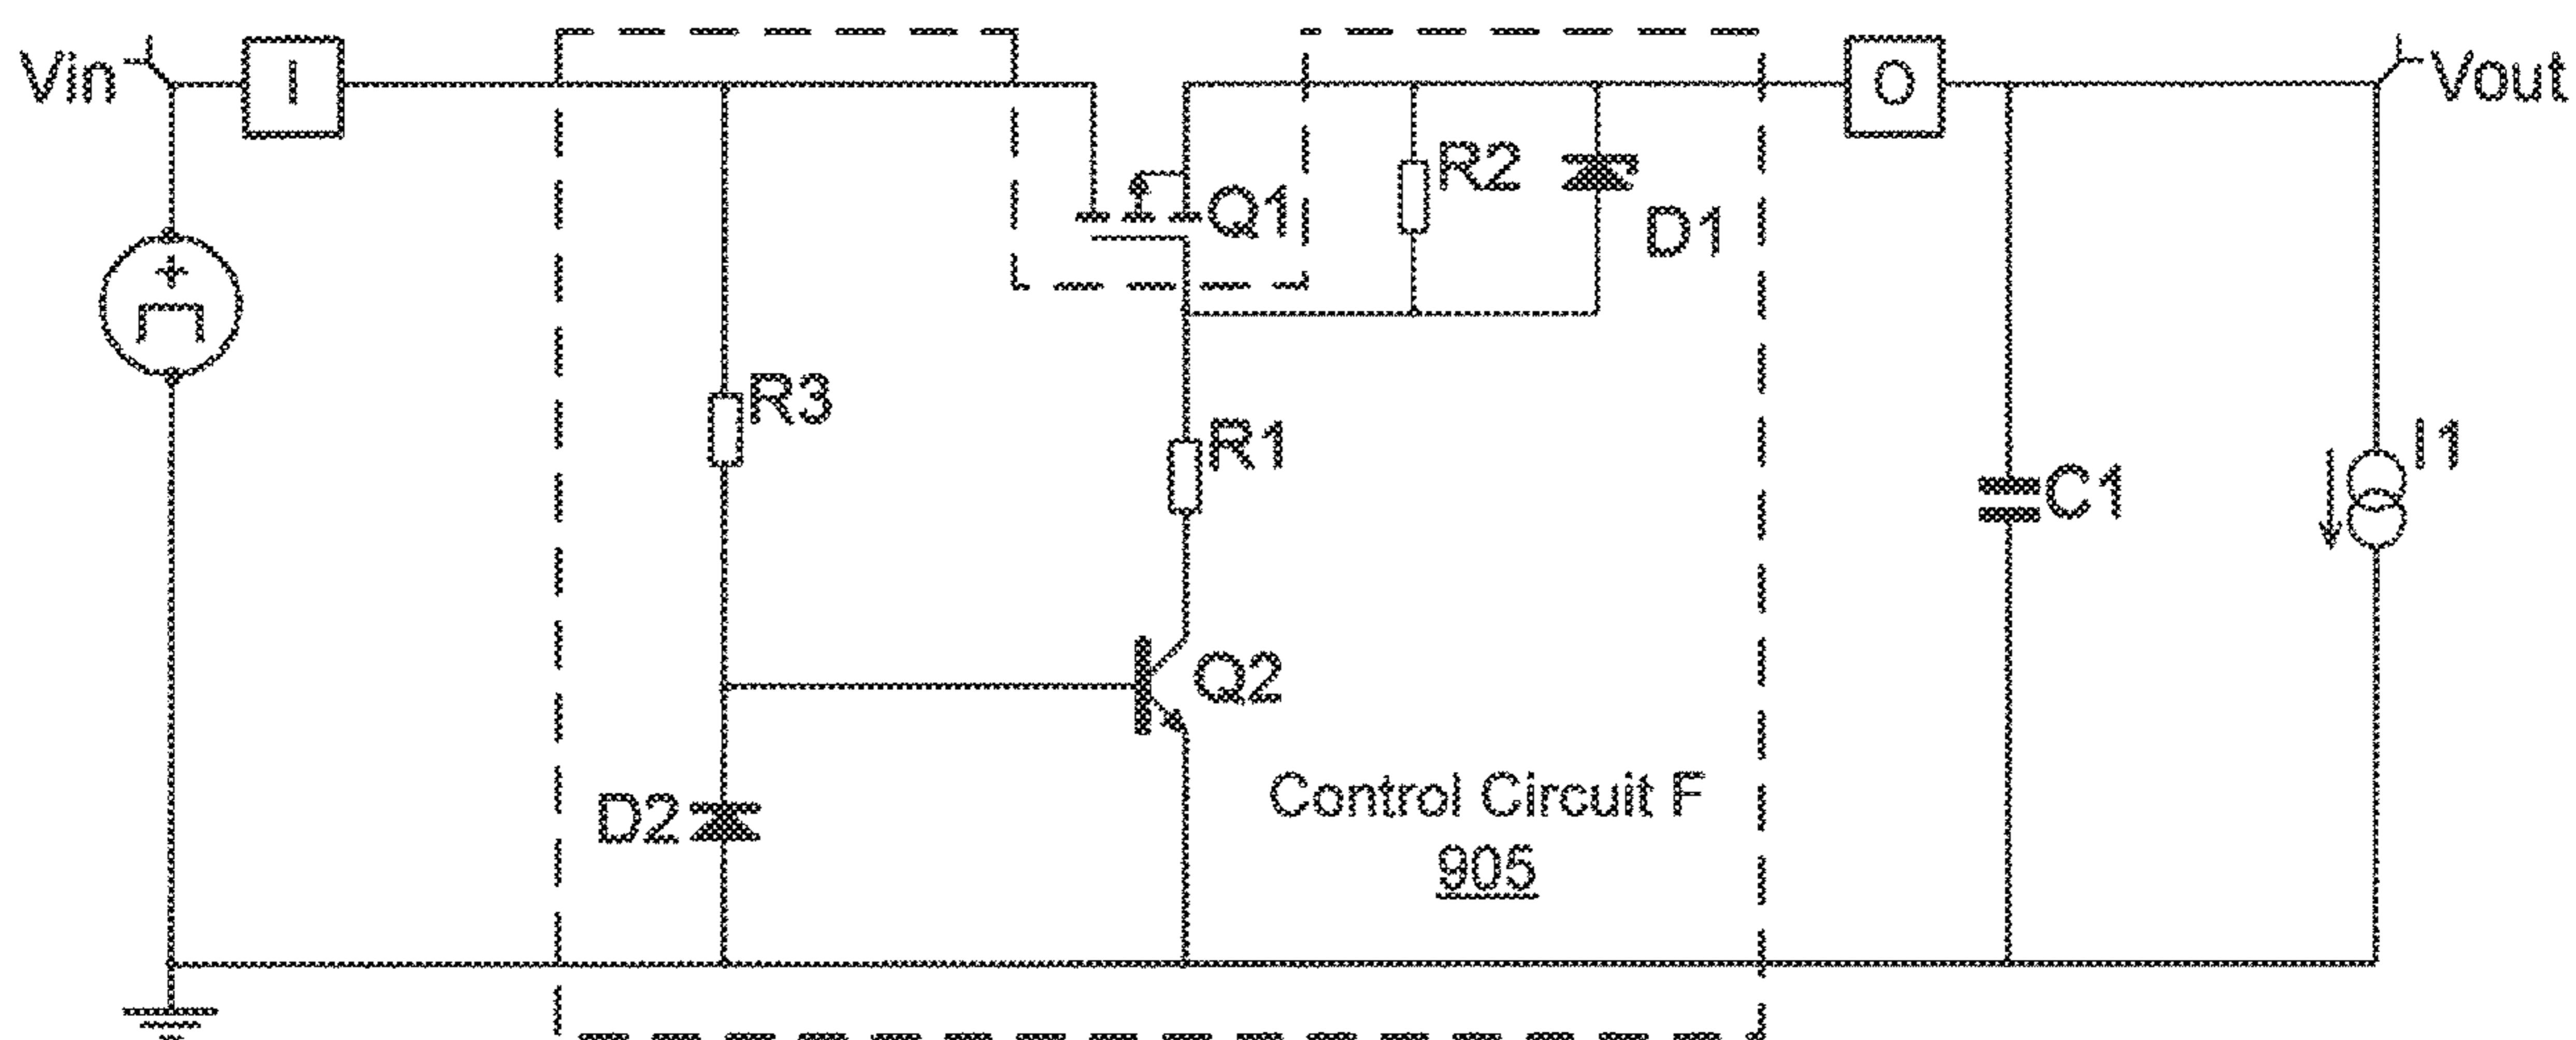 Vin
I
O
Vout
R2
Q1
D1
R3
R1
I1
C1
Q2
D2
Control Circuit F
905